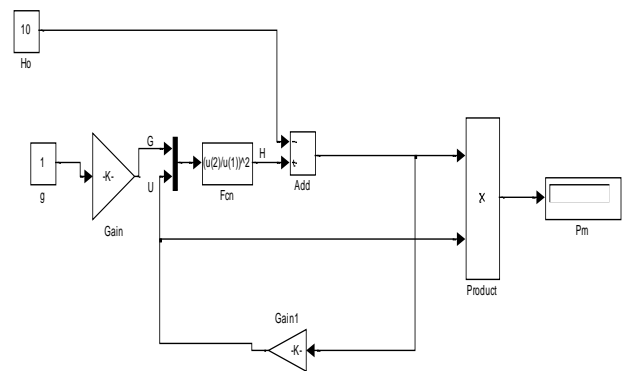 10
Ho
1
g
-K-
Gain
G
U
(u(2)/u(1))^2
Fcn
H
Add
X
Product
Pm
Gain1
-K-